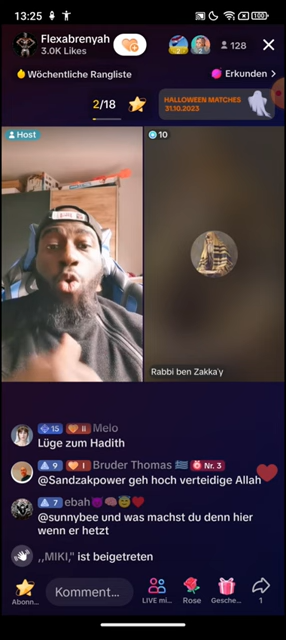 13:25
100
Flexabrenyah
3.0K Likes
128
Wöchentliche Rangliste
Erkunden >
2/18
HALLOWEEN MATCHES
31.10.2023
Host
10
Rabbi ben Zakka'y
15 II Meio
Lüge zum Hadith
9 I Bruder Thomas Nr. 3
@Sandzakpower geh hoch verteidige Allah
7 ebah
@sunnybee und was machst du denn hier
wenn er hetzt
,,MIKI,," ist beigetreten
Abonn...
Komment...
LIVE mi...
Rose
Gesche...
1